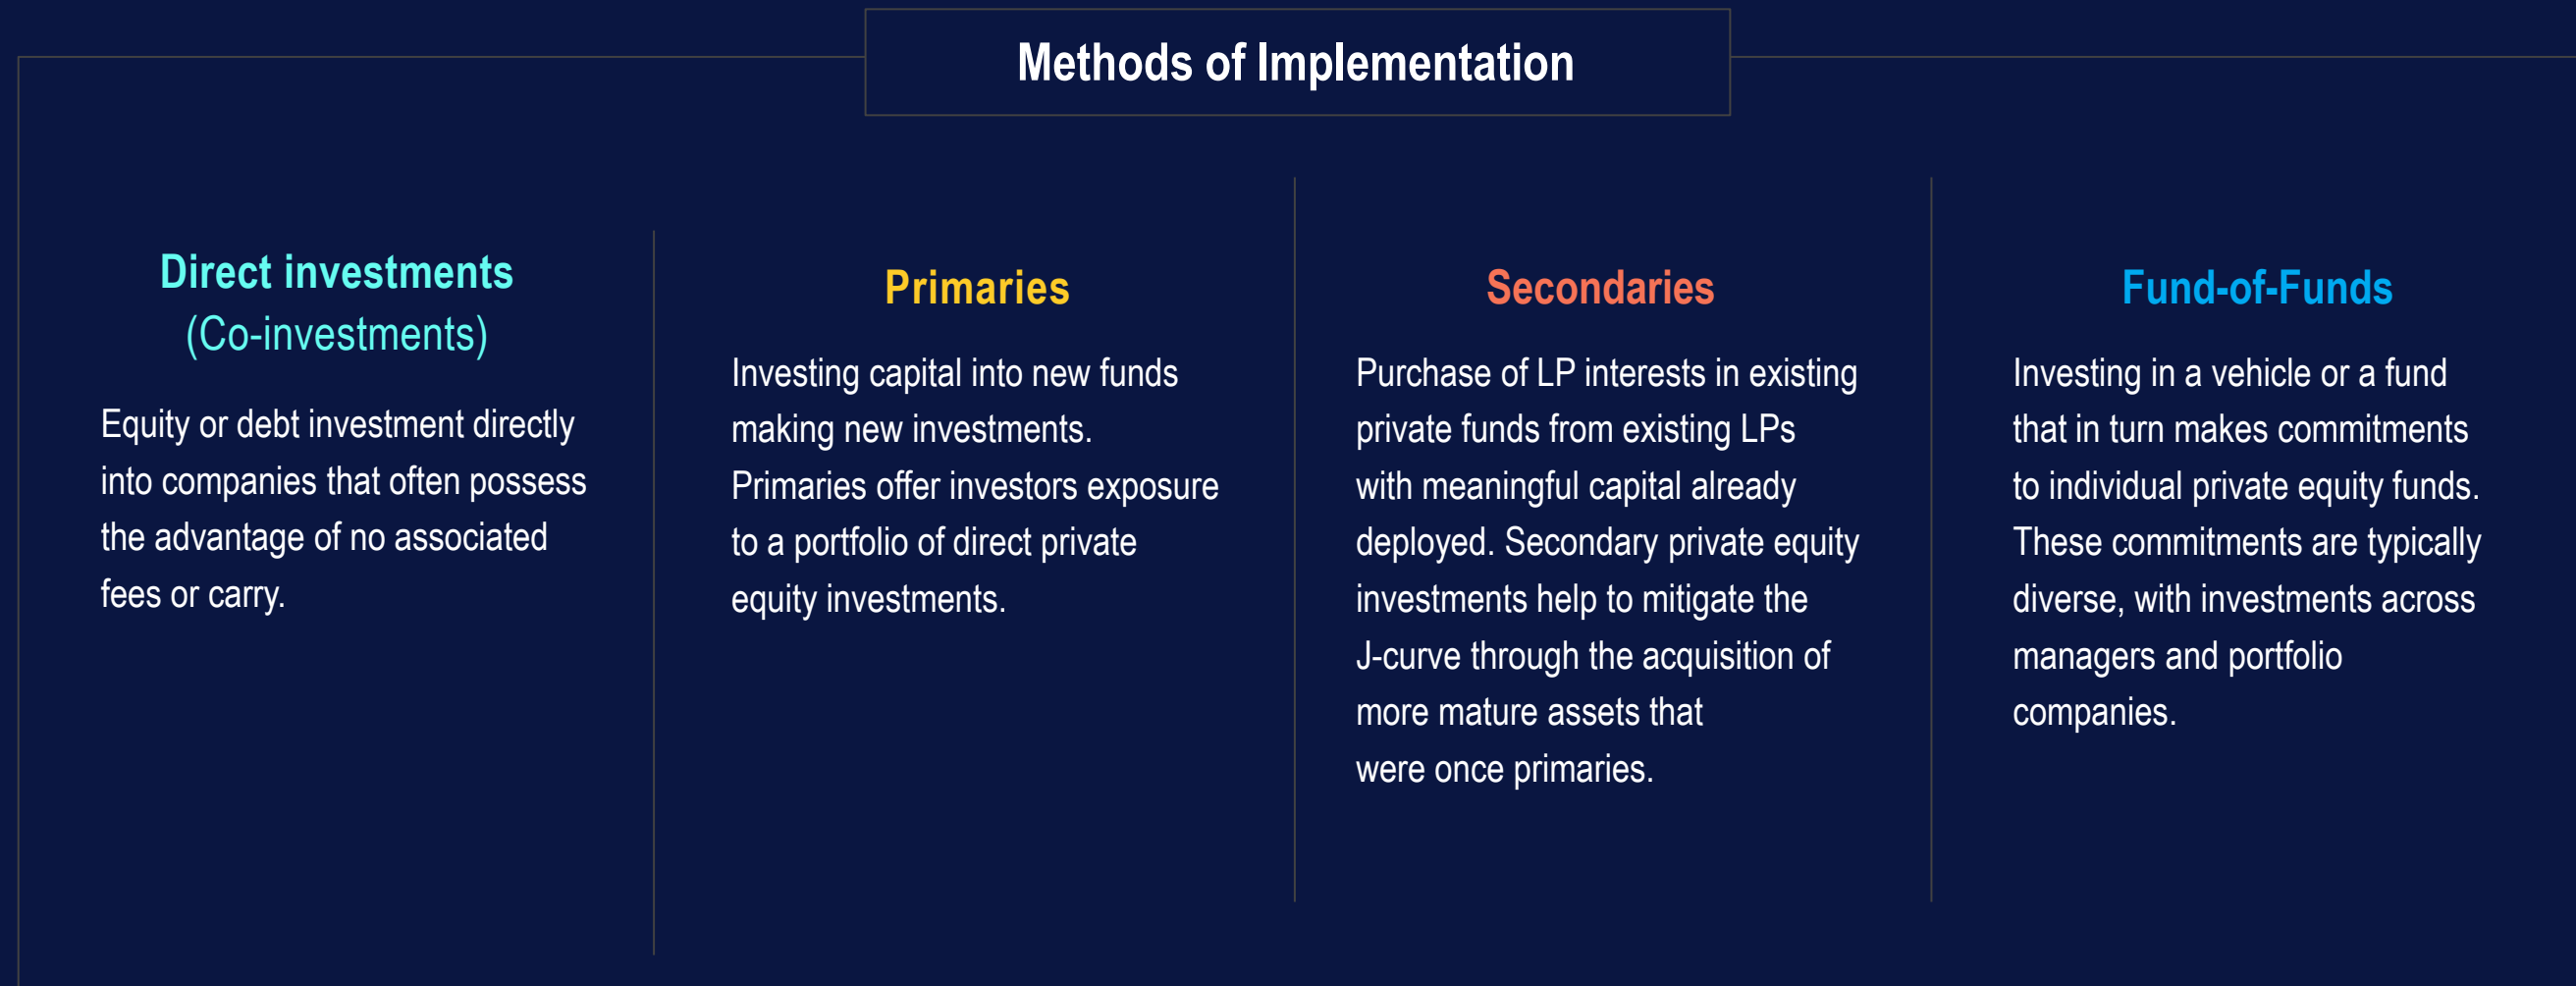 Methods of Implementation
Direct investments
(Co-investments)
Equity or debt investment directly
into companies that often possess
the advantage of no associated
fees or carry.
Primaries
Investing capital into new funds
making new investments.
Primaries offer investors exposure
to a portfolio of direct private
equity investments.
Secondaries
Purchase of LP interests in existing
private funds from existing LPs
with meaningful capital already
deployed. Secondary private equity
investments help to mitigate the
J-curve through the acquisition of
more mature assets that
were once primaries.
Fund-of-Funds
Investing in a vehicle or a fund
that in turn makes commitments
to individual private equity funds.
These commitments are typically
diverse, with investments across
managers and portfolio
companies.